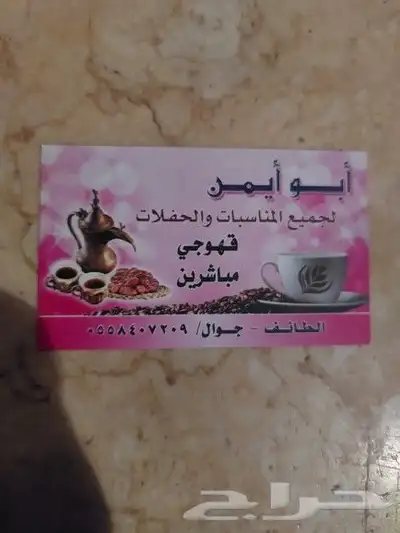 أبو أيمن
لجميع المناسبات والحفلات
قهوجي
مباشرين
الطائف - جوال/ ٠٥٥٨٤٠٧٢٠٩
حراج